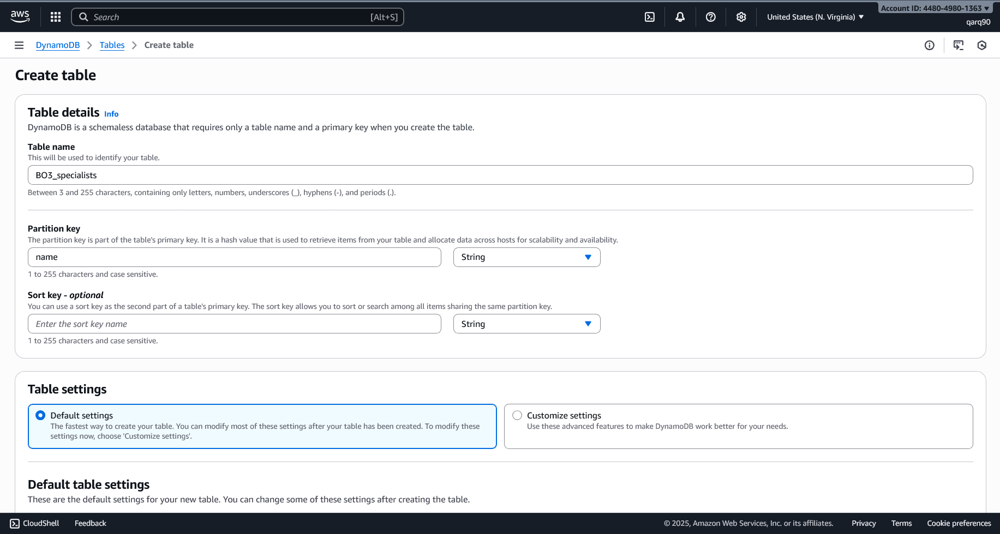 aws
Search [Alt+S]
United States (N. Virginia)
Account ID: 4480-4980-1363
qarq90
DynamoDB
Tables
Create table
Create table
Table details Info
DynamoDB is a schemaless database that requires only a table name and a primary key when you create the table.
Table name
This will be used to identify your table.
BO3_specialists
Between 3 and 255 characters, containing only letters, numbers, underscores (_), hyphens (-), and periods (.).
Partition key
The partition key is part of the table's primary key. It is a hash value that is used to retrieve items from your table and allocate data across hosts for scalability and availability.
name
String
1 to 255 characters and case sensitive.
Sort key - optional
You can use a sort key as the second part of a table's primary key. The sort key allows you to sort or search among all items sharing the same partition key.
Enter the sort key name
String
1 to 255 characters and case sensitive.
Table settings
Default settings
The fastest way to create your table. You can modify most of these settings after your table has been created. To modify these
settings now, choose 'Customize settings'.
Customize settings
Use these advanced features to make DynamoDB work better for your needs.
Default table settings
These are the default settings for your new table. You can change some of these settings after creating the table.
CloudShell
Feedback
© 2025, Amazon Web Services, Inc. or its affiliates.
Privacy
Terms
Cookie preferences